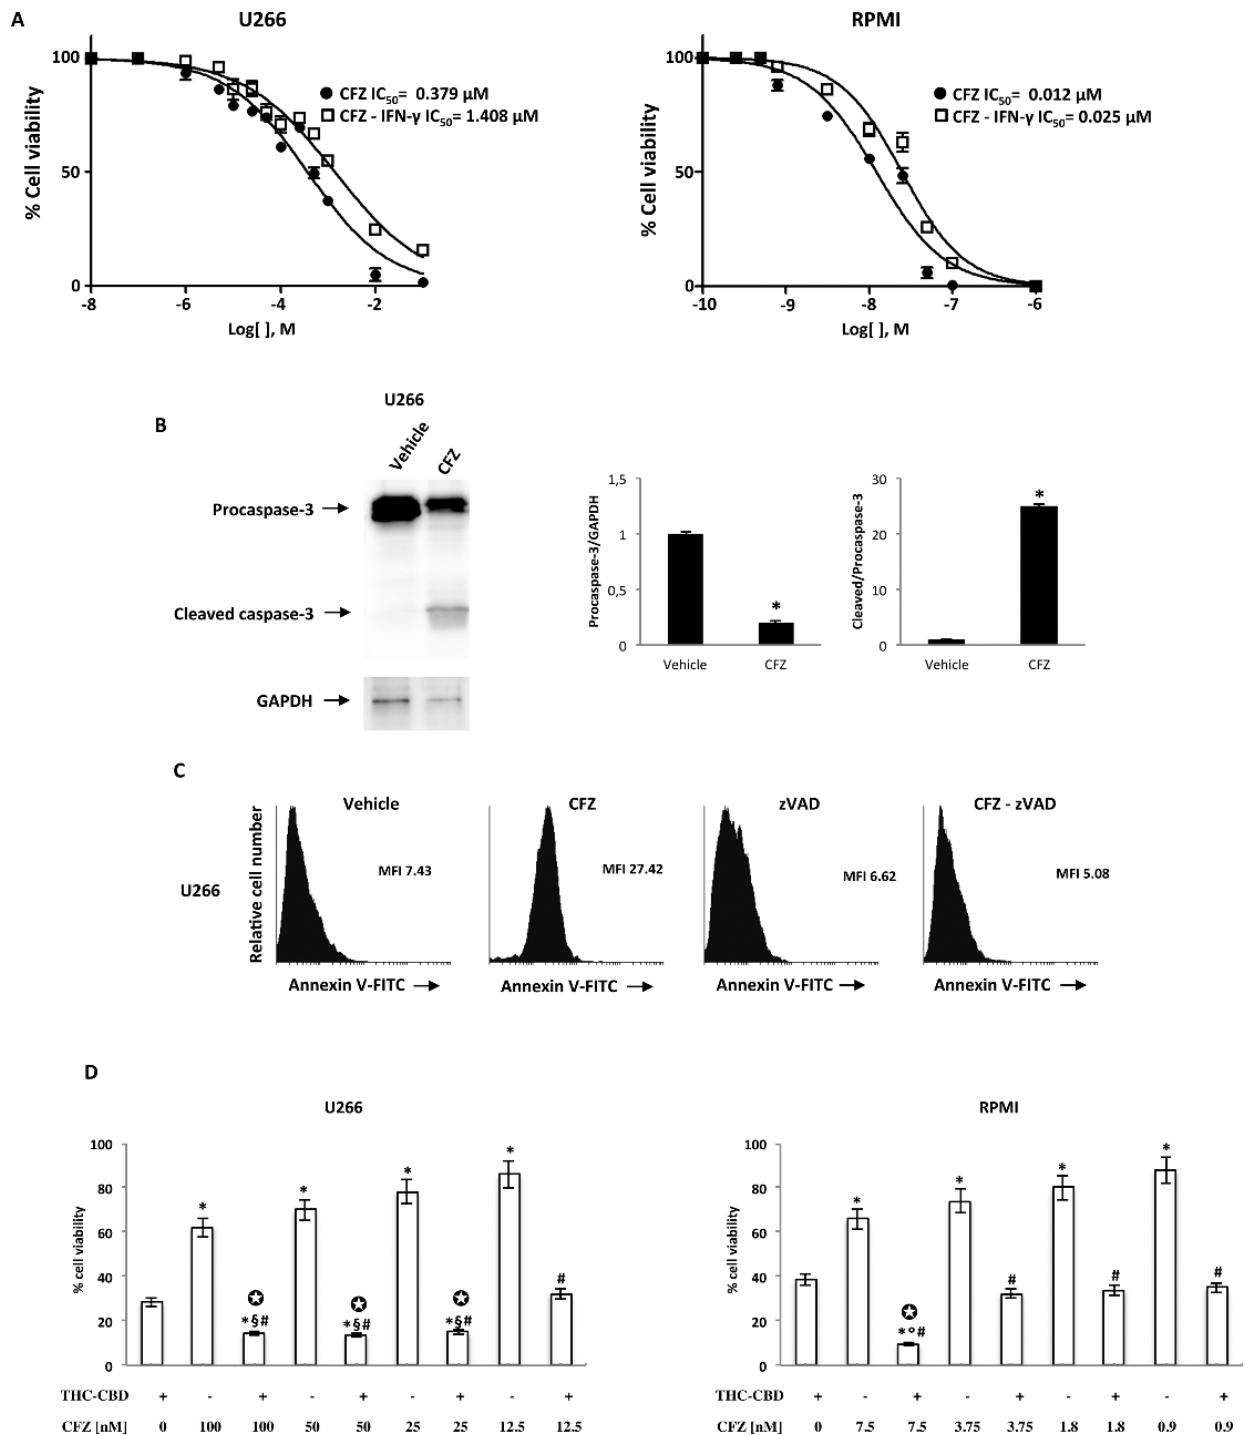 A
U266
RPMI
% Cell viability
100
50
0
-8
-6
-4
-2
Log[ ], M
CFZ IC50= 0.379 µM
CFZ - IFN-γ IC50= 1.408 µM
% Cell viability
100
50
0
-10
-9
-8
-7
-6
Log[ ], M
CFZ IC50= 0.012 µM
CFZ - IFN-γ IC50= 0.025 µM
B
U266
Vehicle
CFZ
Procaspase-3
Cleaved caspase-3
GAPDH
Procaspase-3/GAPDH
1,5
1
0,5
0
*
Vehicle
CFZ
Cleaved/Procaspase-3
30
20
10
0
*
Vehicle
CFZ
C
U266
Relative cell number
Vehicle
MFI 7.43
Annexin V-FITC
CFZ
MFI 27.42
Annexin V-FITC
zVAD
MFI 6.62
Annexin V-FITC
CFZ - zVAD
MFI 5.08
Annexin V-FITC
D
U266
% cell viability
100
80
60
40
20
0
* *§# * *§# * *§# * #
THC-CBD + - + - + - + - +
CFZ [nM] 0 100 100 50 50 25 25 12.5 12.5
RPMI
% cell viability
100
80
60
40
20
0
* *°# * # * # * #
THC-CBD + - + - + - + - +
CFZ [nM] 0 7.5 7.5 3.75 3.75 1.8 1.8 0.9 0.9